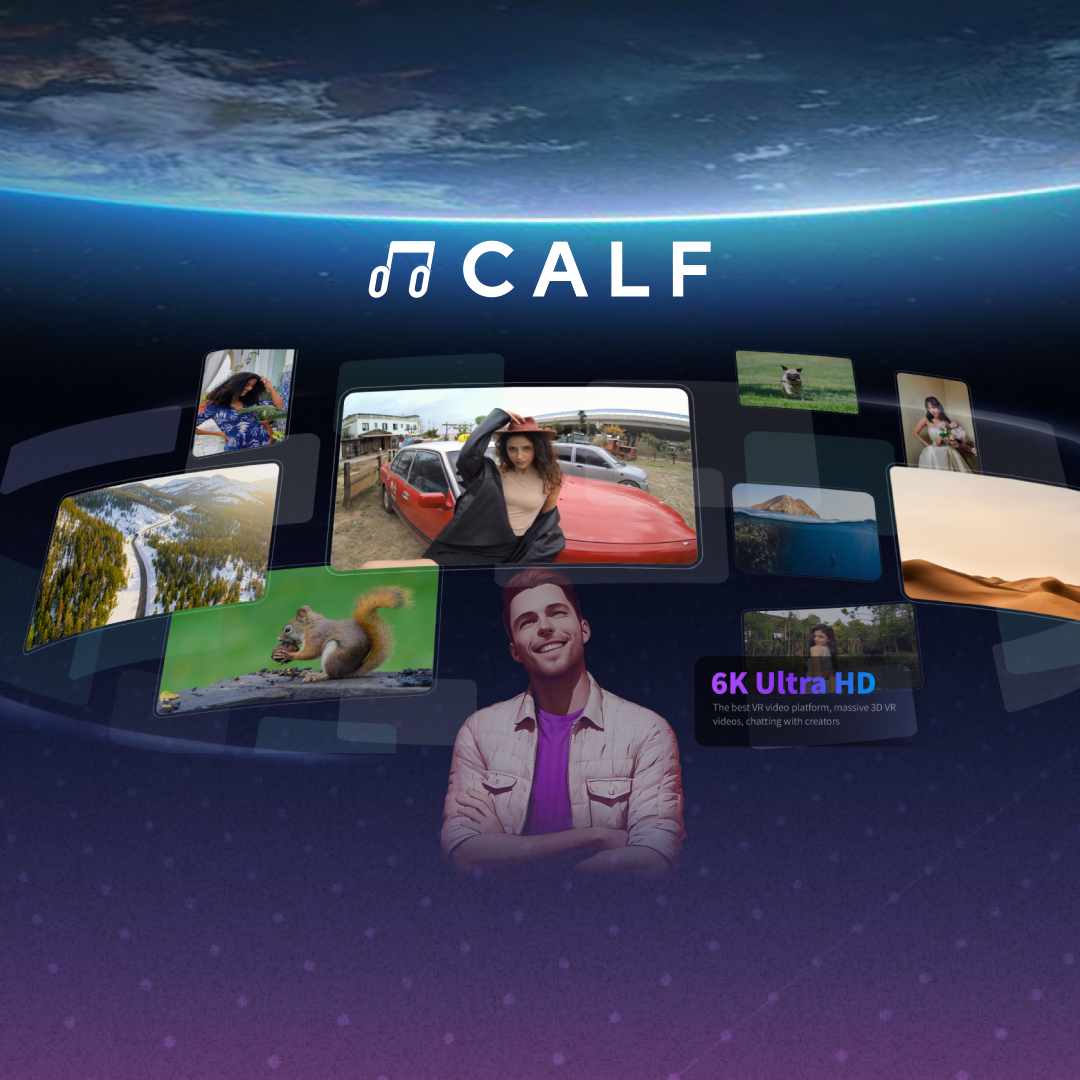 CALF
6K Ultra HD
The best VR video platform, massive 3D VR
videos, chatting with creators